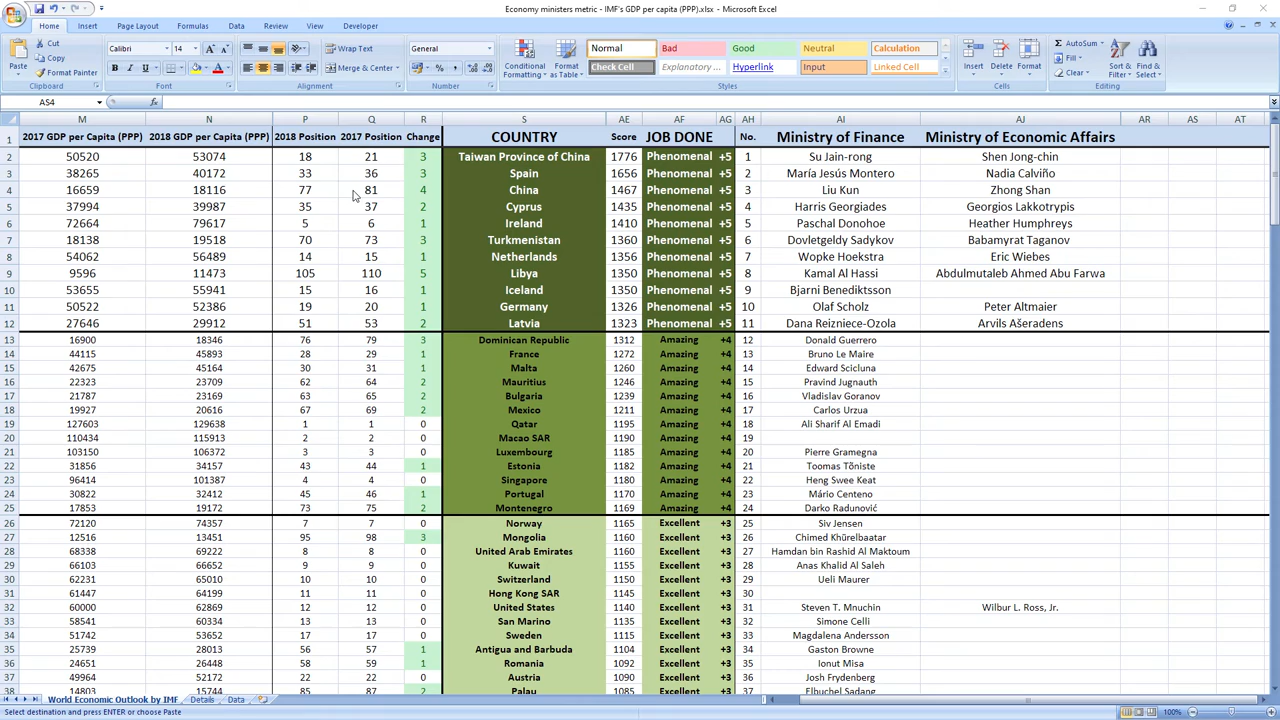 Economy ministers metric - IMF's GDP per capita (PPP).xlsx - Microsoft Excel
Home Insert Page Layout Formulas Data Review View Developer
Paste Cut Copy Format Painter Clipboard
Calibri 14 Font
Wrap Text Merge & Center Alignment
General Number
Conditional Formatting Format as Table
Normal Bad Good Neutral Calculation
Check Cell Explanatory ... Hyperlink Input Linked Cell
Styles
Insert Delete Format Cells
AutoSum Fill Clear Sort & Filter Find & Select Editing
AS4
M N P Q R S AE AF AG AH AI AJ AR AS AT
1 2017 GDP per Capita (PPP) 2018 GDP per Capita (PPP) 2018 Position 2017 Position Change COUNTRY Score JOB DONE No. Ministry of Finance Ministry of Economic Affairs
2 50520 53074 18 21 3 Taiwan Province of China 1776 Phenomenal +5 1 Su Jain-rong Shen Jong-chin
3 38265 40172 33 36 3 Spain 1656 Phenomenal +5 2 María Jesús Montero Nadia Calviño
4 16659 18116 77 81 4 China 1467 Phenomenal +5 3 Liu Kun Zhong Shan
5 37994 39987 35 37 2 Cyprus 1435 Phenomenal +5 4 Harris Georgiades Georgios Lakkotrypis
6 72664 79617 5 6 1 Ireland 1410 Phenomenal +5 5 Paschal Donohoe Heather Humphreys
7 18138 19518 70 73 3 Turkmenistan 1360 Phenomenal +5 6 Dovletgeldy Sadykov Babamyrat Taganov
8 54062 56489 14 15 1 Netherlands 1356 Phenomenal +5 7 Wopke Hoekstra Eric Wiebes
9 9596 11473 105 110 5 Libya 1350 Phenomenal +5 8 Kamal Al Hassi Abdulmutaleb Ahmed Abu Farwa
10 53655 55941 15 16 1 Iceland 1350 Phenomenal +5 9 Bjarni Benediktsson
11 50522 52386 19 20 1 Germany 1326 Phenomenal +5 10 Olaf Scholz Peter Altmaier
12 27646 29912 51 53 2 Latvia 1323 Phenomenal +5 11 Dana Reizniece-Ozola Arvils Ašeradens
13 16900 18346 76 79 3 Dominican Republic 1312 Amazing +4 12 Donald Guerrero
14 44115 45893 28 29 1 France 1272 Amazing +4 13 Bruno Le Maire
15 42675 45164 30 31 1 Malta 1260 Amazing +4 14 Edward Scicluna
16 22323 23709 62 64 2 Mauritius 1246 Amazing +4 15 Pravind Jugnauth
17 21787 23169 63 65 2 Bulgaria 1239 Amazing +4 16 Vladislav Goranov
18 19927 20616 67 69 2 Mexico 1211 Amazing +4 17 Carlos Urzua
19 127603 129638 1 1 0 Qatar 1195 Amazing +4 18 Ali Sharif Al Emadi
20 110434 115913 2 2 0 Macao SAR 1190 Amazing +4 19
21 103150 106372 3 3 0 Luxembourg 1185 Amazing +4 20 Pierre Gramegna
22 31856 34157 43 44 1 Estonia 1182 Amazing +4 21 Toomas Tõniste
23 96414 101387 4 4 0 Singapore 1180 Amazing +4 22 Heng Swee Keat
24 30822 32412 45 46 1 Portugal 1170 Amazing +4 23 Mário Centeno
25 17853 19172 73 75 2 Montenegro 1169 Amazing +4 24 Darko Radunović
26 72120 74357 7 7 0 Norway 1165 Excellent +3 25 Siv Jensen
27 12516 13451 95 98 3 Mongolia 1160 Excellent +3 26 Chimed Khürelbaatar
28 68338 69222 8 8 0 United Arab Emirates 1160 Excellent +3 27 Hamdan bin Rashid Al Maktoum
29 66103 66652 9 9 0 Kuwait 1155 Excellent +3 28 Anas Khalid Al Saleh
30 62231 65010 10 10 0 Switzerland 1150 Excellent +3 29 Ueli Maurer
31 61447 64199 11 11 0 Hong Kong SAR 1145 Excellent +3 30
32 60000 62869 12 12 0 United States 1140 Excellent +3 31 Steven T. Mnuchin Wilbur L. Ross, Jr.
33 58541 60334 13 13 0 San Marino 1135 Excellent +3 32 Simone Celli
34 51742 53652 17 17 0 Sweden 1115 Excellent +3 33 Magdalena Andersson
35 25739 28013 56 57 1 Antigua and Barbuda 1104 Excellent +3 34 Gaston Browne
36 24651 26448 58 59 1 Romania 1092 Excellent +3 35 Ionut Misa
37 49964 52172 22 22 0 Austria 1090 Excellent +3 36 Josh Frydenberg
38 14803 15744 85 87 2 Palau 1085 Excellent +3 37 Elbuchel Sadang
World Economic Outlook by IMF Details Data
Select destination and press ENTER or choose Paste 100%